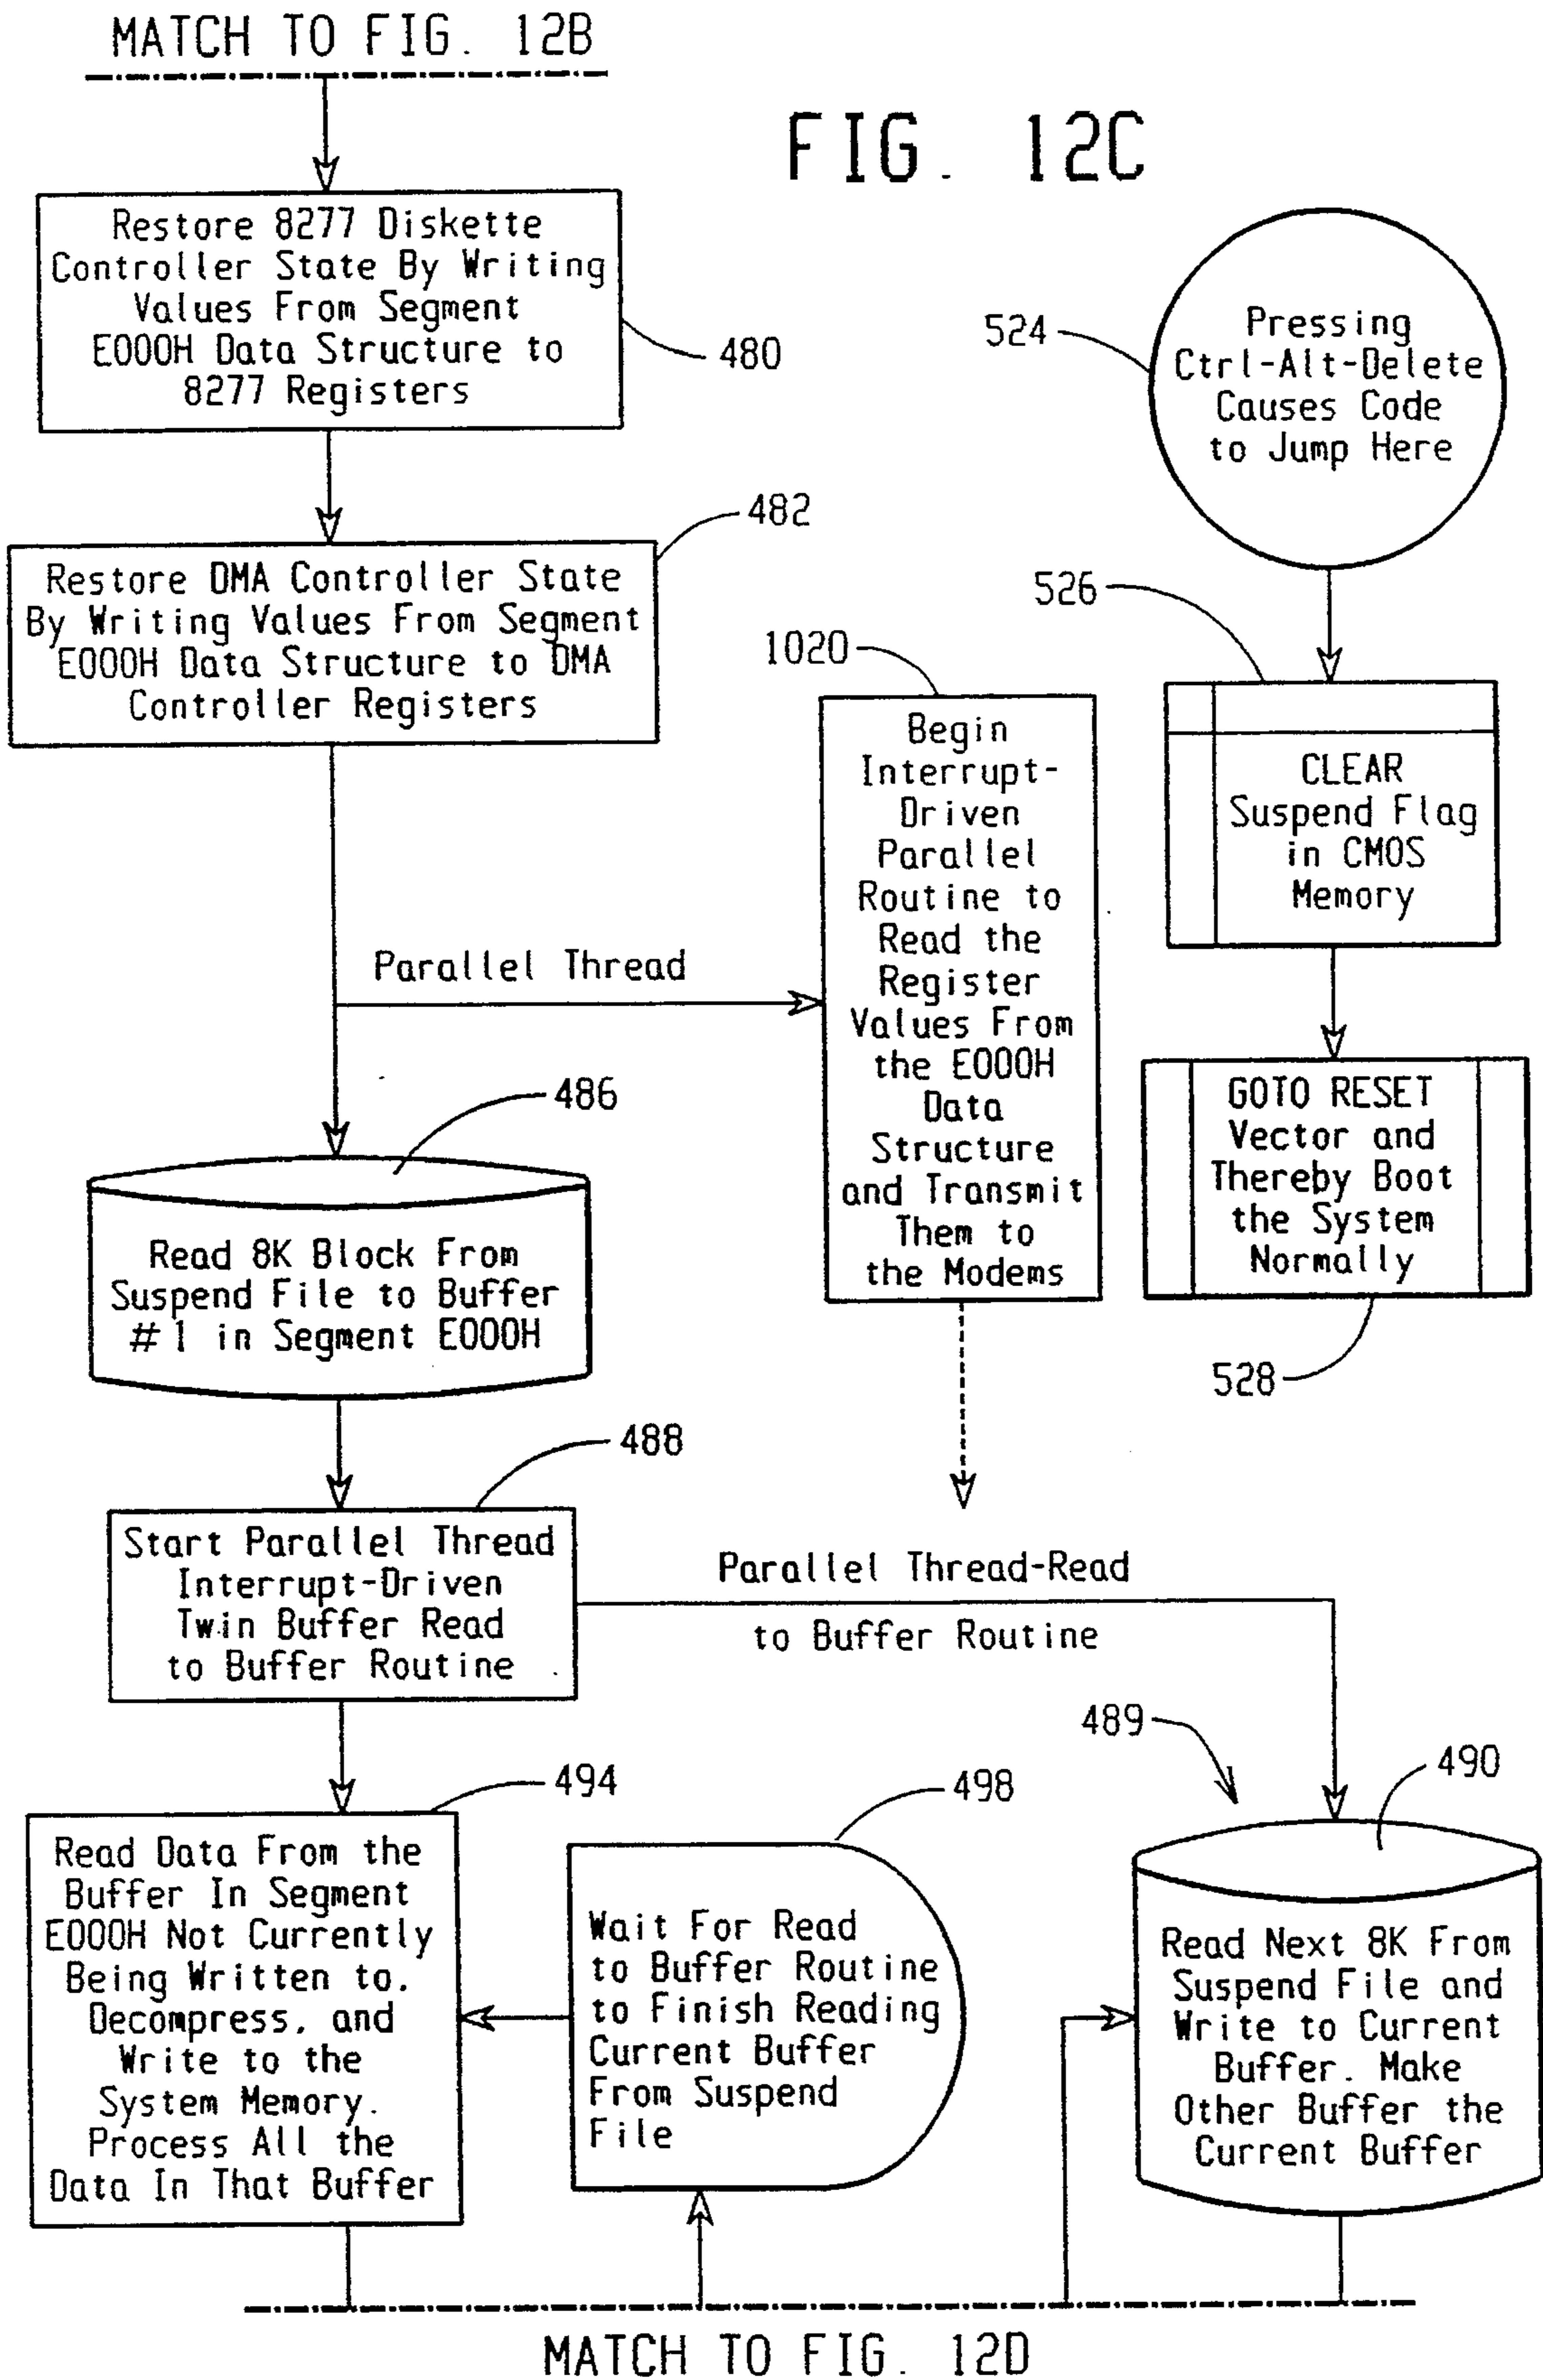 MATCH TO FIG. 12B
FIG. 12C
Restore 8277 Diskette
Controller State By Writing
Values From Segment
E000H Data Structure to
8277 Registers
480
524
Pressing
Ctrl-Alt-Delete
Causes Code
to Jump Here
482
Restore DMA Controller State
By Writing Values From Segment
E000H Data Structure to DMA
Controller Registers
526
1020
Begin
Interrupt-
Driven
Parallel
Routine to
Read the
Register
Values From
the E000H
Data
Structure
and Transmit
Them to
the Modems
CLEAR
Suspend Flag
in CMOS
Memory
Parallel Thread
GOTO RESET
Vector and
Thereby Boot
the System
Normally
528
486
Read 8K Block From
Suspend File to Buffer
#1 in Segment E000H
488
Start Parallel Thread
Interrupt-Driven
Twin Buffer Read
to Buffer Routine
Parallel Thread-Read
to Buffer Routine
489
490
494
Read Data From the
Buffer In Segment
E000H Not Currently
Being Written to.
Decompress, and
Write to the
System Memory.
Process All the
Data In That Buffer
498
Wait For Read
to Buffer Routine
to Finish Reading
Current Buffer
From Suspend
File
Read Next 8K From
Suspend File and
Write to Current
Buffer. Make
Other Buffer the
Current Buffer
MATCH TO FIG. 12D